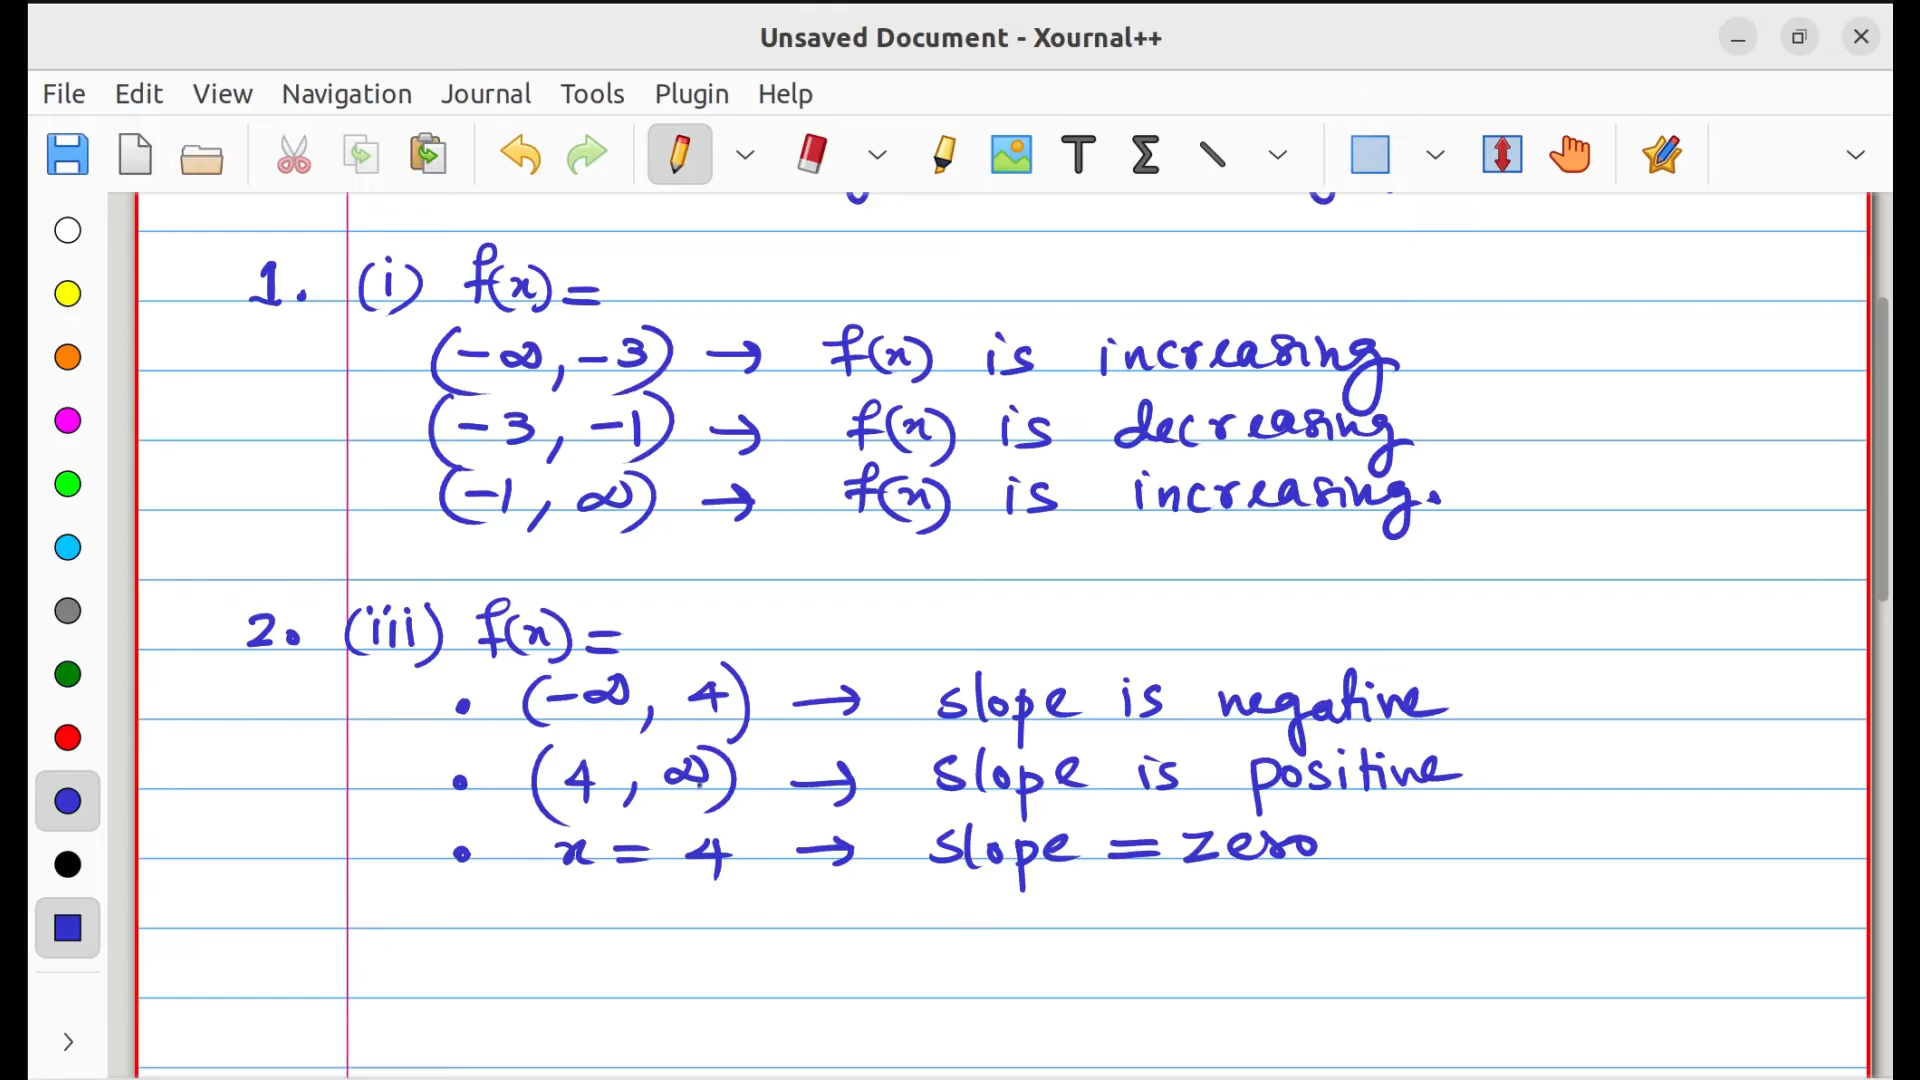 Unsaved Document - Xournal++
File Edit View Navigation Journal Tools Plugin Help
1. (i) f(x)=
(-∞, -3) → f(x) is increasing
(-3, -1) → f(x) is decreasing
(-1, ∞) → f(x) is increasing.
2. (iii) f(x)=
• (-∞, 4) → slope is negative
• (4, ∞) → slope is positive
• x = 4 → slope = zero